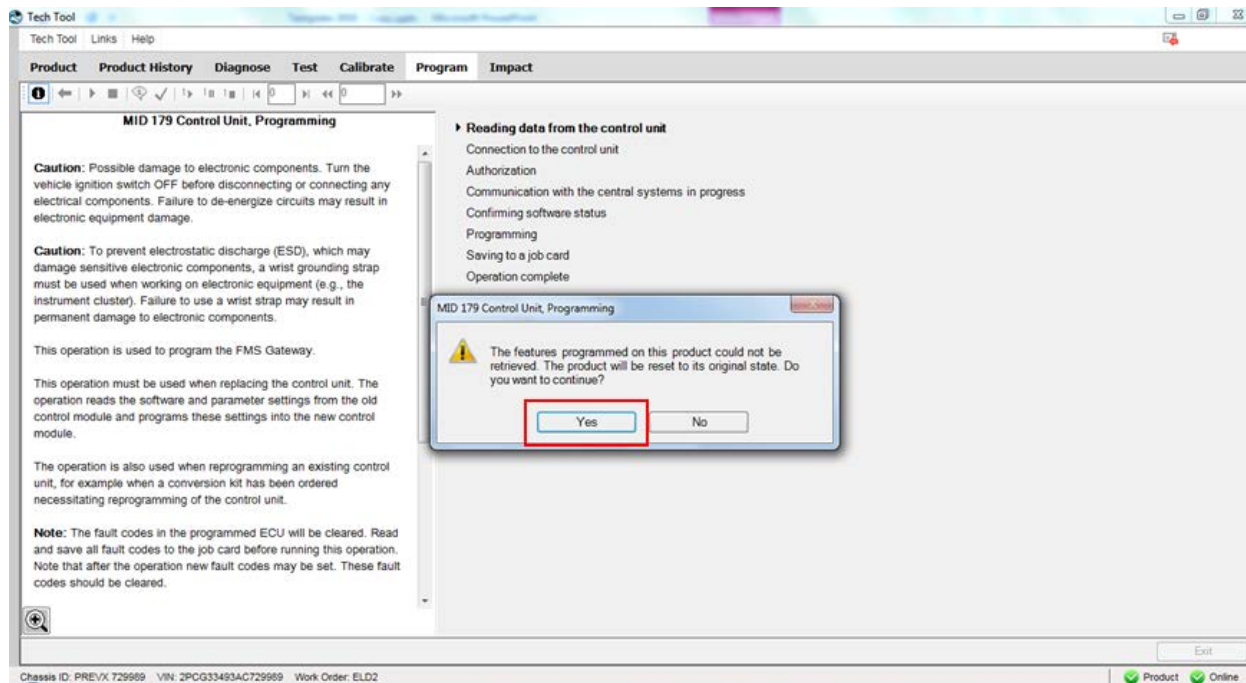 Tech Tool
Tech Tool Links Help
Product Product History Diagnose Test Calibrate Program Impact
0 0
MID 179 Control Unit, Programming
Caution: Possible damage to electronic components. Turn the
vehicle ignition switch OFF before disconnecting or connecting any
electrical components. Failure to de-energize circuits may result in
electronic equipment damage.
Caution: To prevent electrostatic discharge (ESD), which may
damage sensitive electronic components, a wrist grounding strap
must be used when working on electronic equipment (e.g., the
instrument cluster). Failure to use a wrist strap may result in
permanent damage to electronic components.
This operation is used to program the FMS Gateway.
This operation must be used when replacing the control unit. The
operation reads the software and parameter settings from the old
control module and programs these settings into the new control
module.
The operation is also used when reprogramming an existing control
unit, for example when a conversion kit has been ordered
necessitating reprogramming of the control unit.
Note: The fault codes in the programmed ECU will be cleared. Read
and save all fault codes to the job card before running this operation.
Note that after the operation new fault codes may be set. These fault
codes should be cleared.
Reading data from the control unit
Connection to the control unit
Authorization
Communication with the central systems in progress
Confirming software status
Programming
Saving to a job card
Operation complete
MID 179 Control Unit, Programming
The features programmed on this product could not be
retrieved. The product will be reset to its original state. Do
you want to continue?
Yes No
Exit
Chassis ID: PREVX 729989 VIN: 2PCG33493AC729989 Work Order: ELD2 Product Online